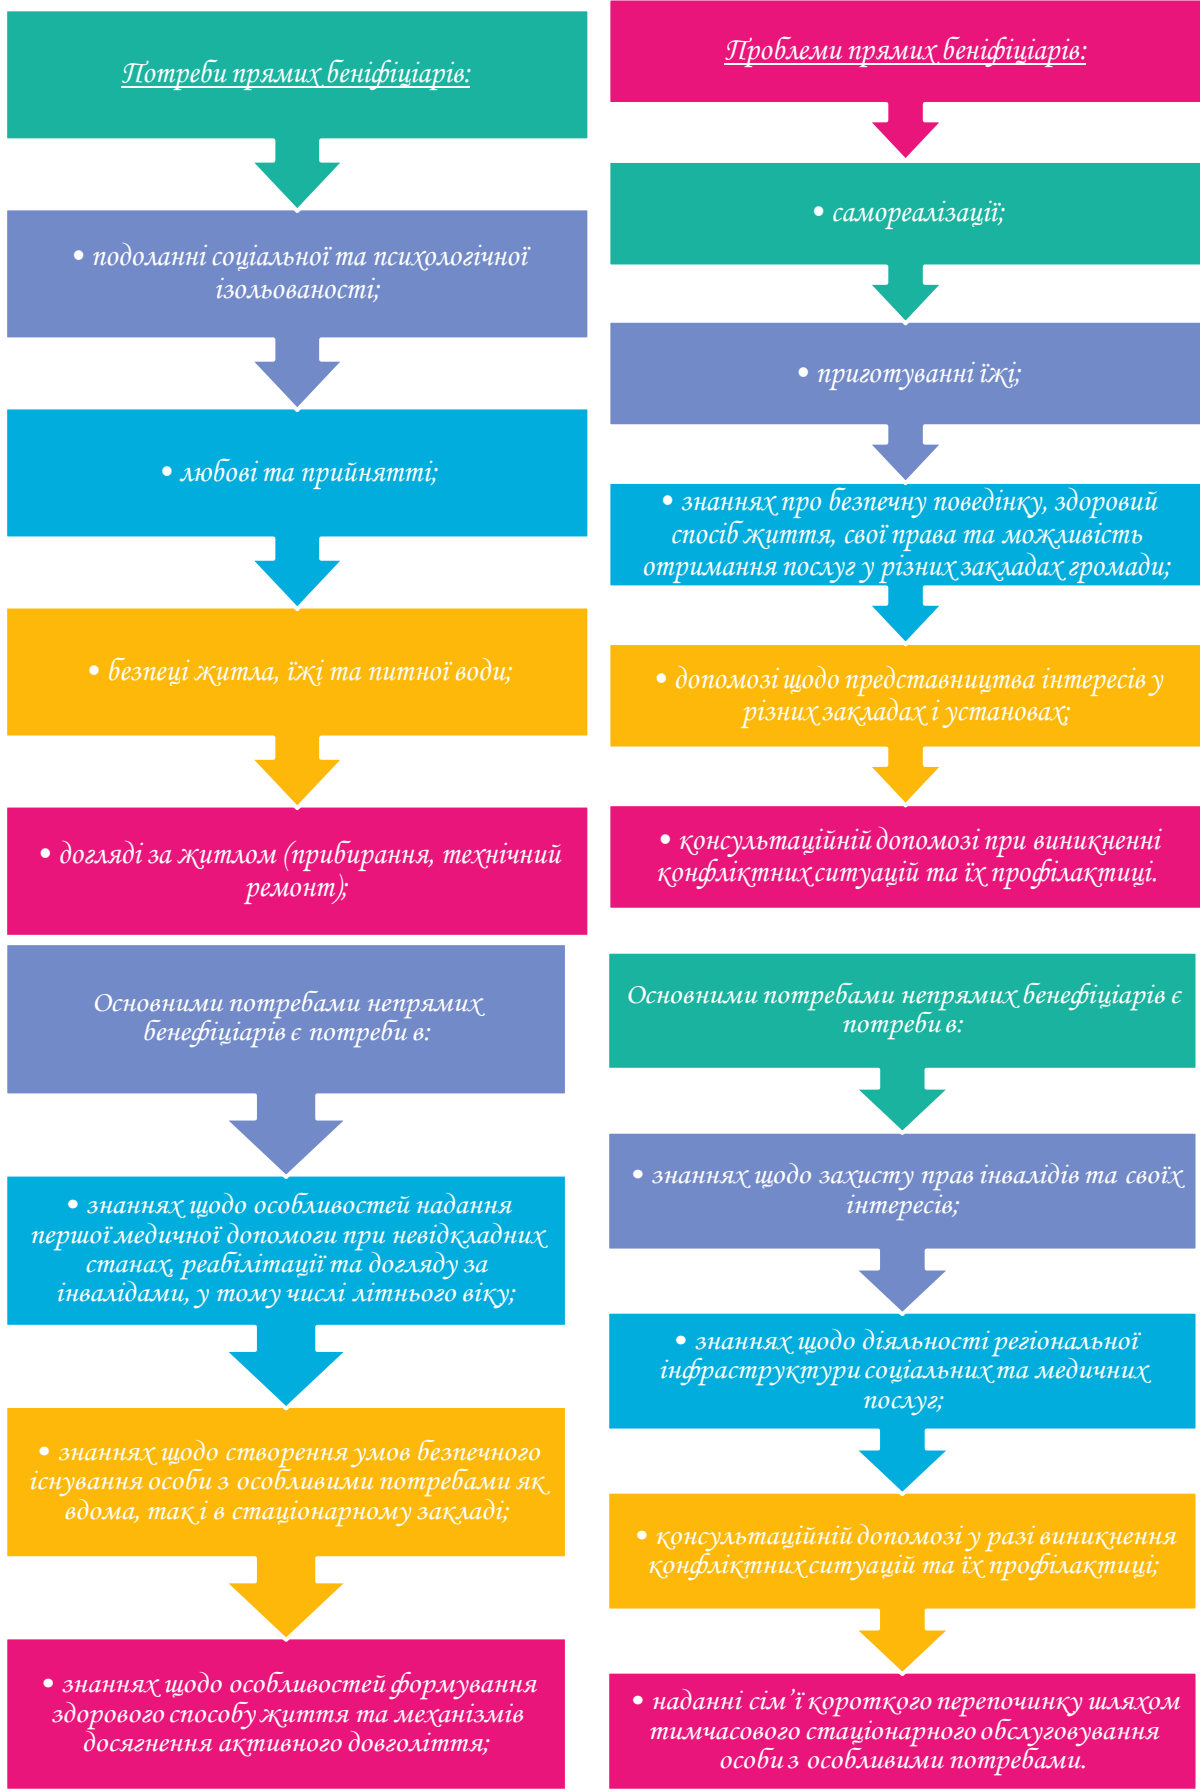 Потреби прямих беніфіціарів:
• подоланні соціальної та психологічної
ізольованості;
• любові та прийнятті;
• безпеці житла, їжі та питної води;
• догляді за житлом (прибирання, технічний
ремонт);
Проблеми прямих беніфіціарів:
• самореалізації;
• приготуванні їжі;
• знаннях про безпечну поведінку, здоровий
спосіб життя, свої права та можливість
отримання послуг у різних закладах громади;
• допомозі щодо представництва інтересів у
різних закладах і установах;
• консультаційній допомозі при виникненні
конфліктних ситуацій та їх профілактиці.
Основними потребами непрямих
бенефіціарів є потреби в:
• знаннях щодо особливостей надання
першої медичної допомоги при невідкладних
станах, реабілітації та догляду за
інвалідами, у тому числі літнього віку;
• знаннях щодо створення умов безпечного
існування особи з особливими потребами як
вдома, так і в стаціонарному закладі;
• знаннях щодо особливостей формування
здорового способу життя та механізмів
досягнення активного довголіття;
Основними потребами непрямих бенефіціарів є
потреби в:
• знаннях щодо захисту прав інвалідів та своїх
інтересів;
• знаннях щодо діяльності регіональної
інфраструктури соціальних та медичних
послуг;
• консультаційній допомозі у разі виникнення
конфліктних ситуацій та їх профілактиці;
• наданні сім’ї короткого перепочинку шляхом
тимчасового стаціонарного обслуговування
особи з особливими потребами.